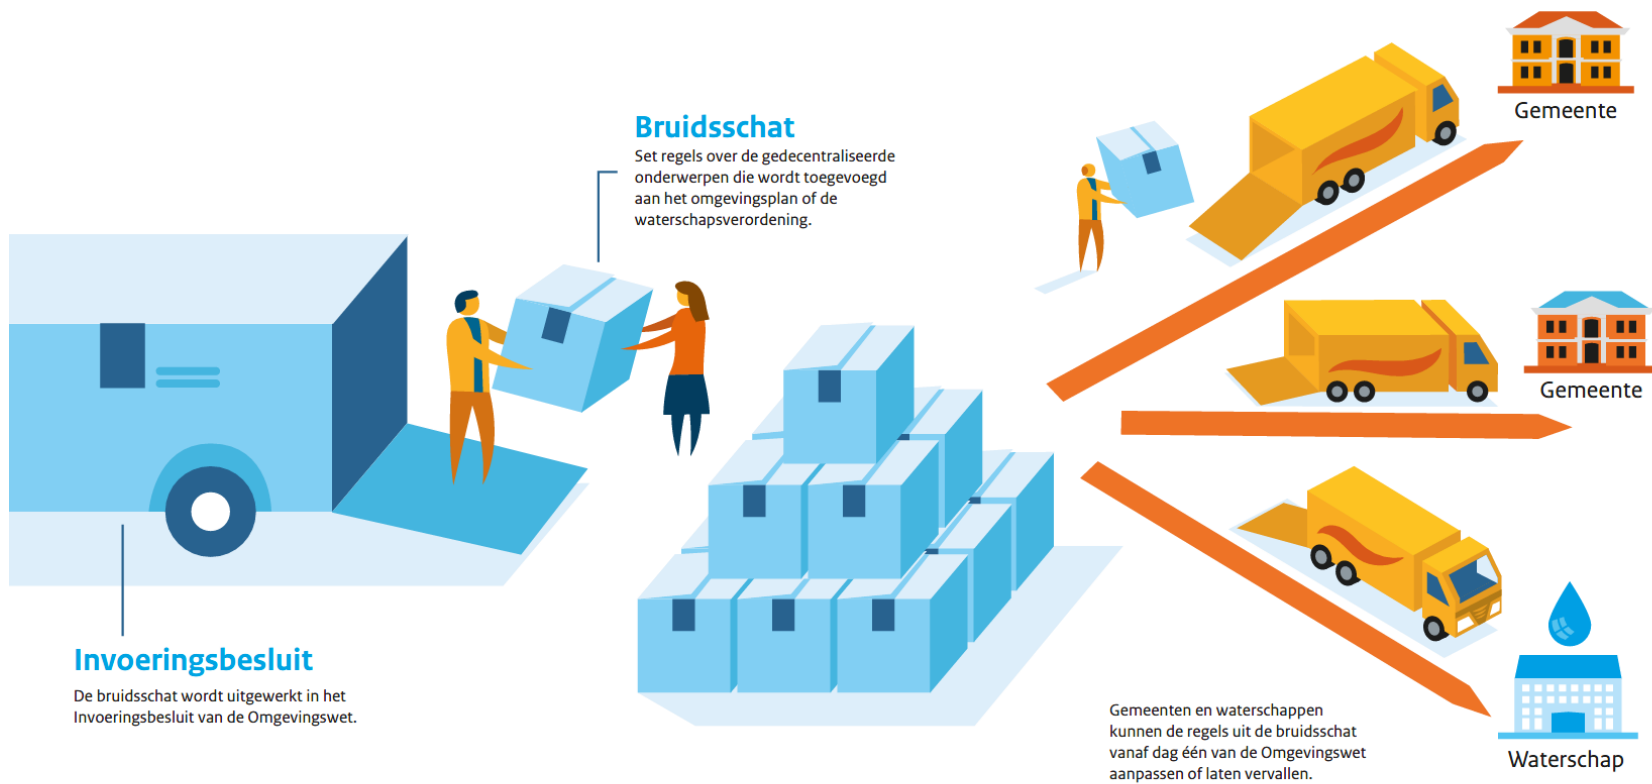 Bruidsschat
Set regels over de gedecentraliseerde
onderwerpen die wordt toegevoegd
aan het omgevingsplan of de
waterschapsverordening.
Invoeringsbesluit
De bruidsschat wordt uitgewerkt in het
Invoeringsbesluit van de Omgevingswet.
Gemeente
Gemeente
Gemeenten en waterschappen
kunnen de regels uit de bruidsschat
vanaf dag één van de Omgevingswet
aanpassen of laten vervallen.
Waterschap